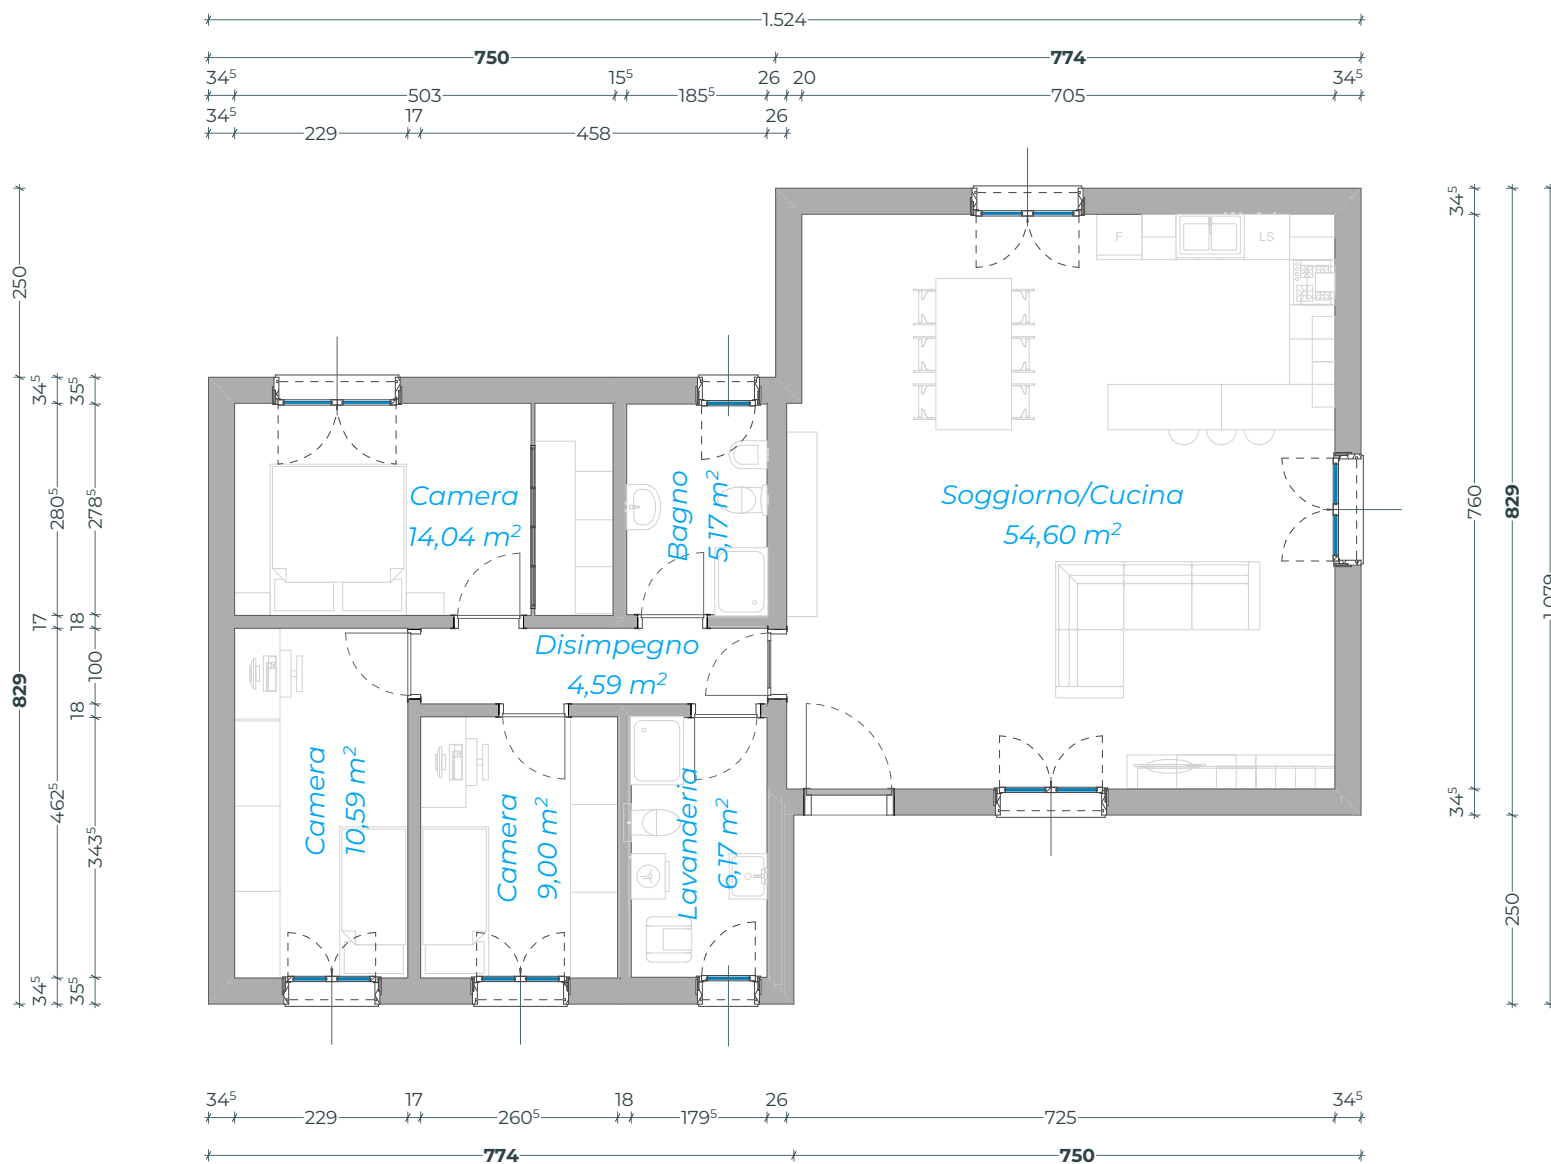 1.524
750 774
34⁵ 15⁵ 26 20 34⁵
503 185⁵ 705
34⁵ 17 26
229 458
250
829
34⁵ 280⁵ 17 462⁵ 34⁵
35⁵ 278⁵ 18 100 18 343⁵ 35⁵
F
LS
Camera
14,04 m²
Bagno
5,17 m²
Soggiorno/Cucina
54,60 m²
Disimpegno
4,59 m²
Camera
10,59 m²
Camera
9,00 m²
Lavanderia
6,17 m²
34⁵ 760 34⁵
829
250
1.079
34⁵ 17 18 26 34⁵
229 260⁵ 179⁵ 725
774 750